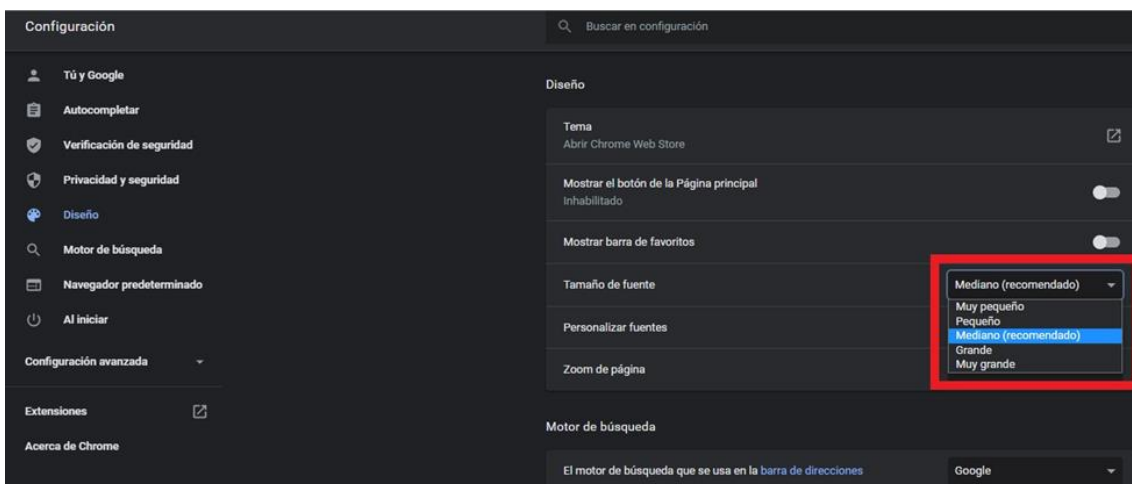 Configuración
Buscar en configuración
Tú y Google
Autocompletar
Verificación de seguridad
Privacidad y seguridad
Diseño
Motor de búsqueda
Navegador predeterminado
Al iniciar
Configuración avanzada
Extensiones
Acerca de Chrome
Diseño
Tema
Abrir Chrome Web Store
Mostrar el botón de la Página principal
Inhabilitado
Mostrar barra de favoritos
Tamaño de fuente
Mediano (recomendado)
Muy pequeño
Pequeño
Mediano (recomendado)
Grande
Muy grande
Personalizar fuentes
Zoom de página
Motor de búsqueda
El motor de búsqueda que se usa en la barra de direcciones
Google